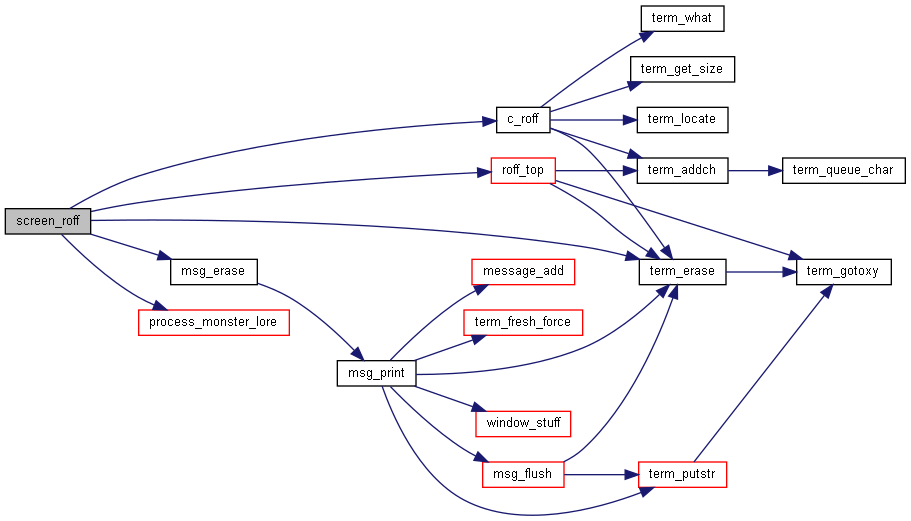 term_what
term_get_size
c_roff
term_locate
roff_top
term_addch
term_queue_char
screen_roff
msg_erase
message_add
term_erase
term_gotoxy
process_monster_lore
term_fresh_force
msg_print
window_stuff
msg_flush
term_putstr